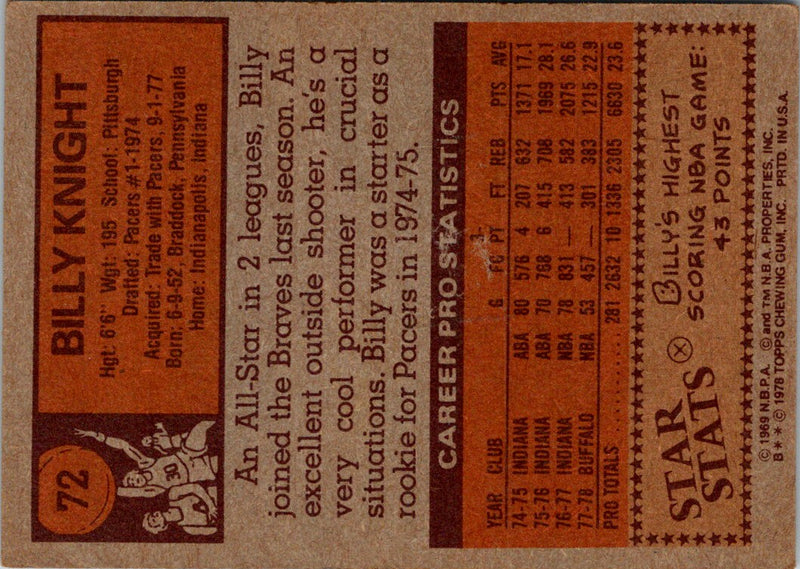 72
BILLY KNIGHT
Hgt: 6'6" Wgt: 195 School: Pittsburgh
Drafted: Pacers #1-1974
Acquired: Trade with Pacers, 9-1-77
Born: 6-9-52, Braddock, Pennsylvania
Home: Indianapolis, Indiana
30
An All-Star in 2 leagues, Billy
joined the Braves last season. An
excellent outside shooter, he's a
very cool performer in crucial
situations. Billy was a starter as a
rookie for Pacers in 1974-75.
CAREER PRO STATISTICS
YEAR CLUB G FG PT FT REB PTS AVG
74-75 INDIANA ABA 80 576 4 207 632 1371 17.1
75-76 INDIANA ABA 70 768 6 415 708 1969 28.1
76-77 INDIANA NBA 78 831 — 413 582 2075 26.6
77-78 BUFFALO NBA 53 457 — 301 383 1215 22.9
PRO TOTALS 281 2632 10 1336 2305 6630 23.6
STAR
STATS
BILLY'S HIGHEST
SCORING NBA GAME:
43 POINTS
© 1969 N.B.P.A. © and TM N.B.A. PROPERTIES, INC.
B ★ ★ © 1978 TOPPS CHEWING GUM, INC. PRTD. IN U.S.A.